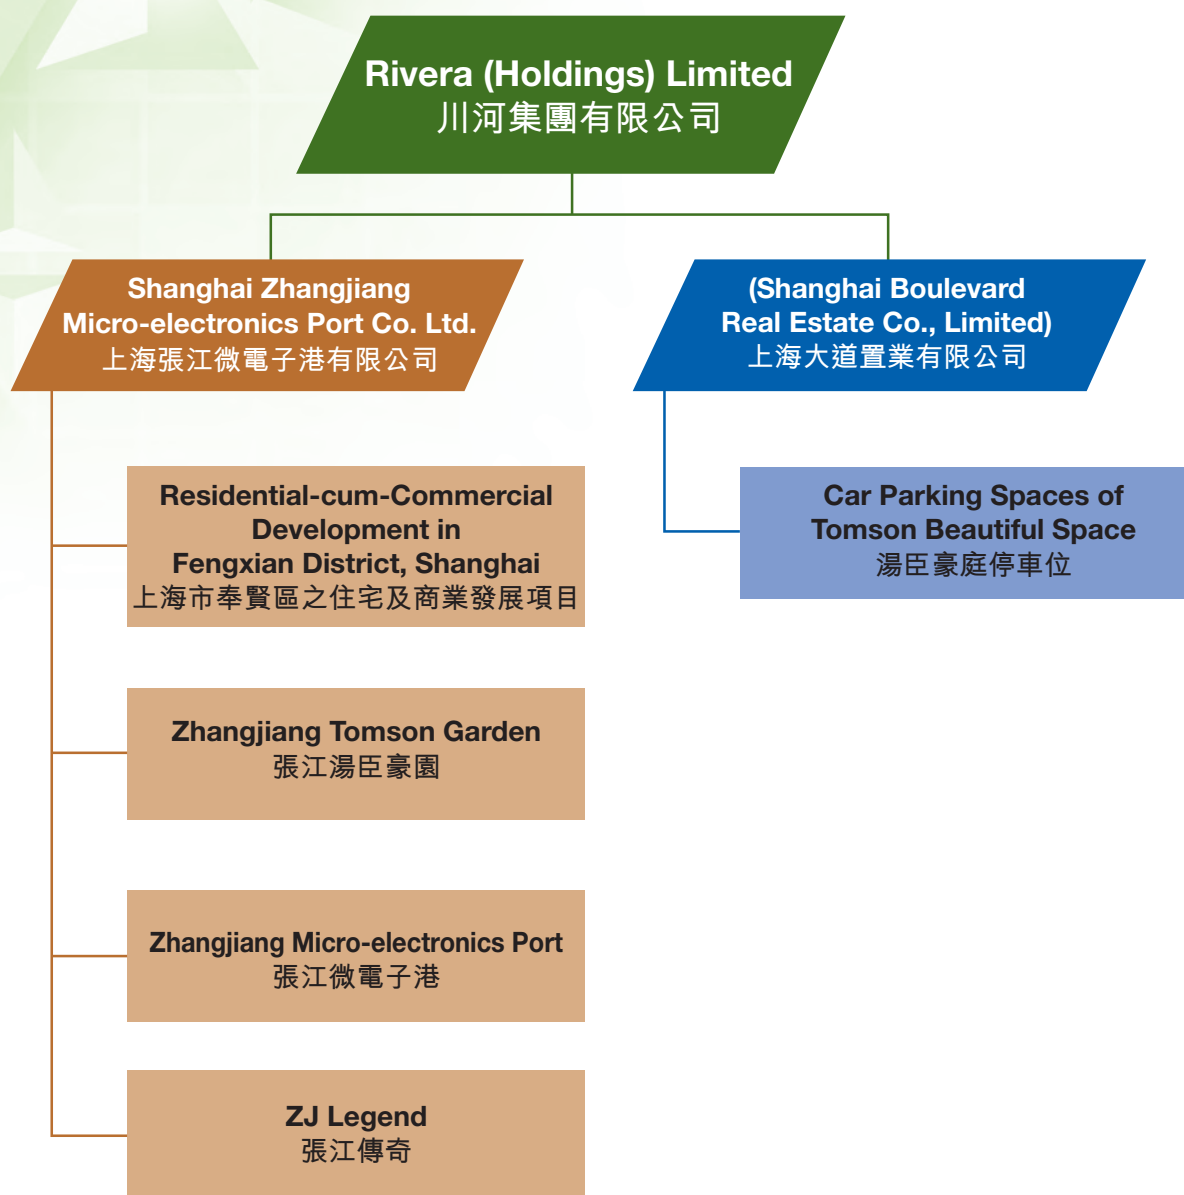 Rivera (Holdings) Limited
川河集團有限公司
Shanghai Zhangjiang
Micro-electronics Port Co. Ltd.
上海張江微電子港有限公司
(Shanghai Boulevard
Real Estate Co., Limited)
上海大道置業有限公司
Residential-cum-Commercial
Development in
Fengxian District, Shanghai
上海市奉賢區之住宅及商業發展項目
Car Parking Spaces of
Tomson Beautiful Space
湯臣豪庭停車位
Zhangjiang Tomson Garden
張江湯臣豪園
Zhangjiang Micro-electronics Port
張江微電子港
ZJ Legend
張江傳奇